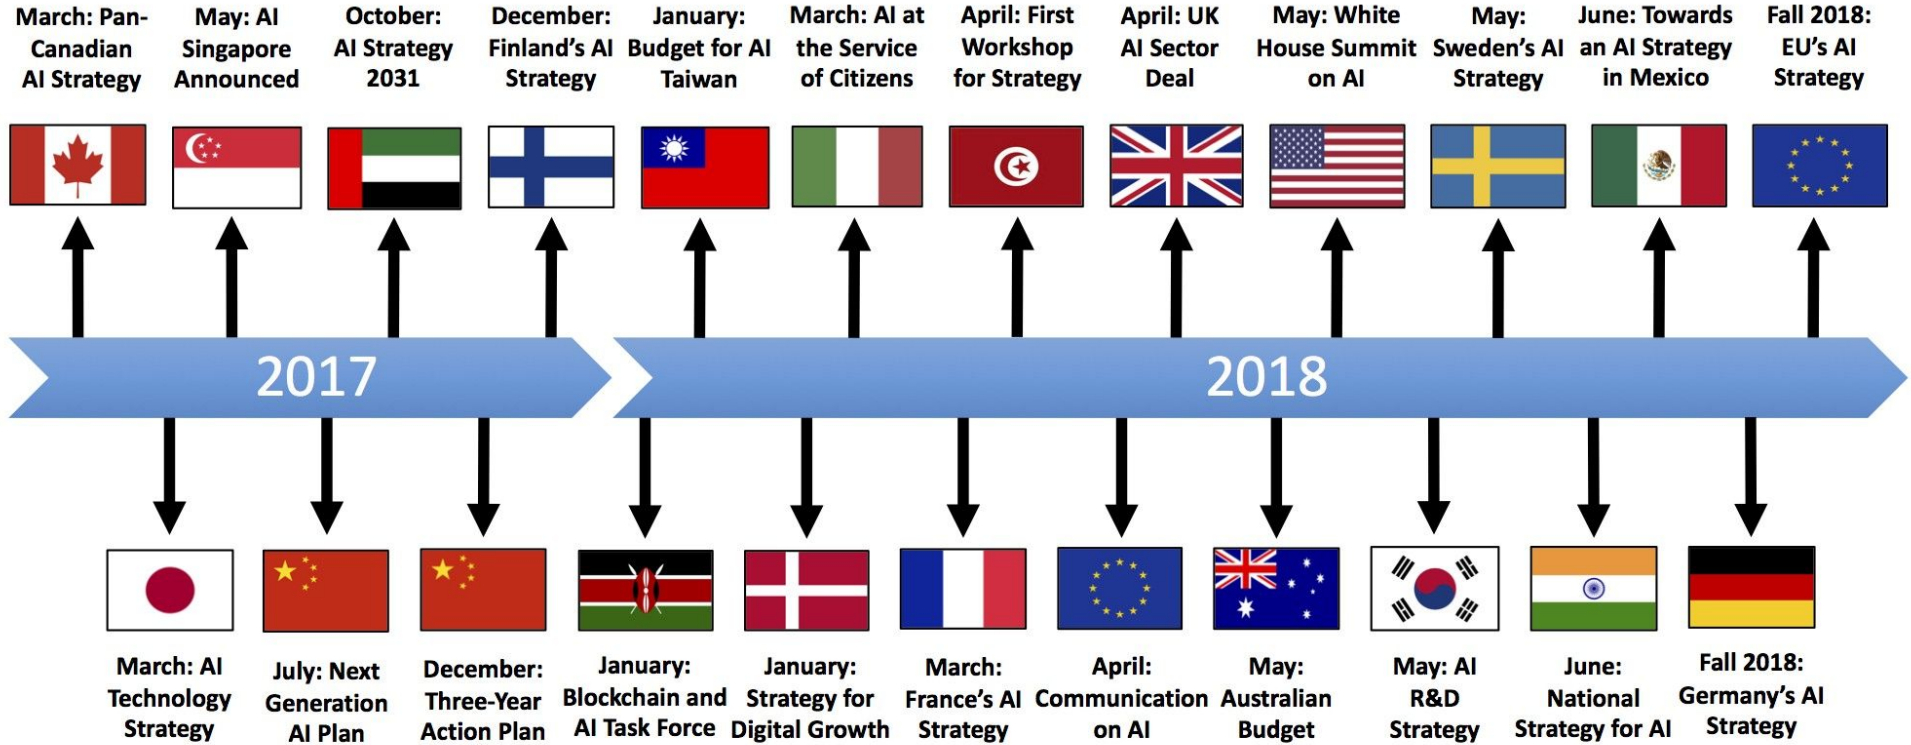 March: Pan-
Canadian
AI Strategy
May: AI
Singapore
Announced
October:
AI Strategy
2031
December:
Finland's AI
Strategy
January:
Budget for AI
Taiwan
March: AI at
the Service
of Citizens
April: First
Workshop
for Strategy
April: UK
AI Sector
Deal
May: White
House Summit
on AI
May:
Sweden's AI
Strategy
June: Towards
an AI Strategy
in Mexico
Fall 2018:
EU's AI
Strategy
2017
2018
March: AI
Technology
Strategy
July: Next
Generation
AI Plan
December:
Three-Year
Action Plan
January:
Blockchain and
AI Task Force
January:
Strategy for
Digital Growth
March:
France's AI
Strategy
April:
Communication
on AI
May:
Australian
Budget
May: AI
R&D
Strategy
June:
National
Strategy for AI
Fall 2018:
Germany's AI
Strategy